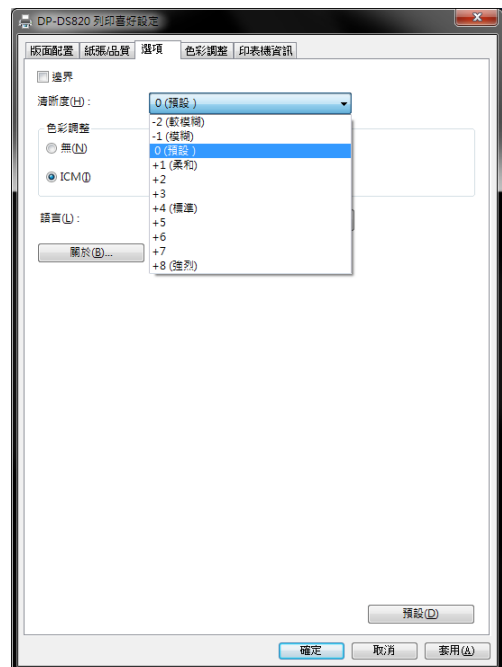 DP-DS820 列印喜好設定
版面配置 紙張/品質 選項 色彩調整 印表機資訊
邊界
清晰度(H)： 0 (預設 )
-2 (較模糊)
-1 (模糊)
0 (預設 )
+1 (柔和)
+2
+3
+4 (標準)
+5
+6
+7
+8 (強烈)
色彩調整
無(N)
ICM(I)
語言(L)：
關於(B)...
預設(D)
確定 取消 套用(A)